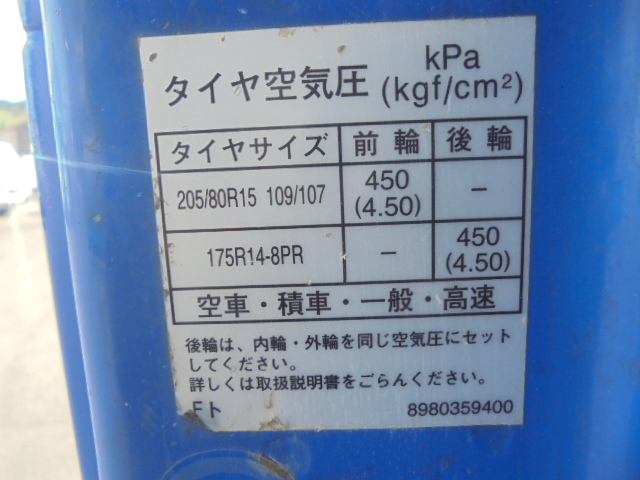 タイヤ空気圧 kPa (kgf/cm²)
タイヤサイズ 前輪 後輪
205/80R15 109/107 450 (4.50) –
175R14-8PR – 450 (4.50)
空車・積車・一般・高速
後輪は、内輪・外輪を同じ空気圧にセット
してください。
詳しくは取扱説明書をごらんください。
Fト 8980359400